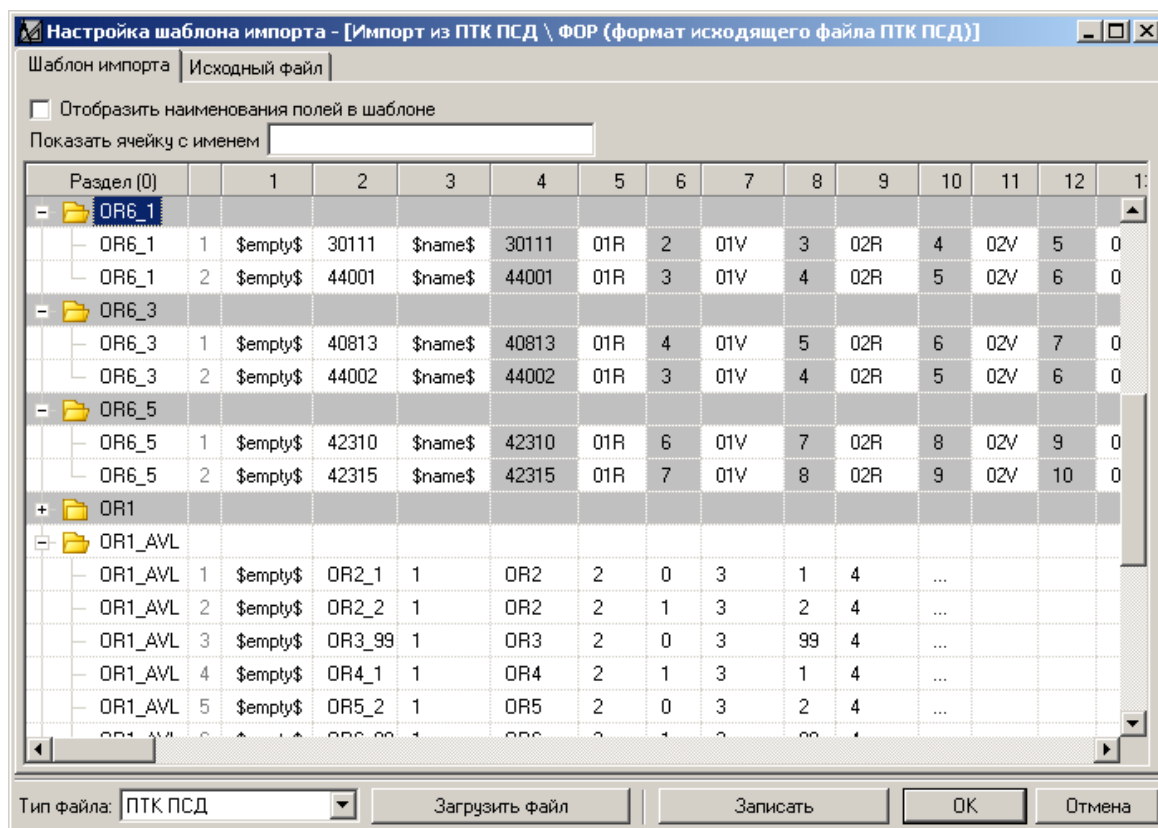 Настройка шаблона импорта - [Импорт из ПТК ПСД \ ФОР (формат исходящего файла ПТК ПСД)]
Шаблон импорта Исходный файл
Отобразить наименования полей в шаблоне
Показать ячейку с именем
Раздел (0) 1 2 3 4 5 6 7 8 9 10 11 12
OR6_1
OR6_1 1 $empty$ 30111 $name$ 30111 01R 2 01V 3 02R 4 02V 5 0
OR6_1 2 $empty$ 44001 $name$ 44001 01R 3 01V 4 02R 5 02V 6 0
OR6_3
OR6_3 1 $empty$ 40813 $name$ 40813 01R 4 01V 5 02R 6 02V 7 0
OR6_3 2 $empty$ 44002 $name$ 44002 01R 3 01V 4 02R 5 02V 6 0
OR6_5
OR6_5 1 $empty$ 42310 $name$ 42310 01R 6 01V 7 02R 8 02V 9 0
OR6_5 2 $empty$ 42315 $name$ 42315 01R 7 01V 8 02R 9 02V 10 0
OR1
OR1_AVL
OR1_AVL 1 $empty$ OR2_1 1 OR2 2 0 3 1 4 ...
OR1_AVL 2 $empty$ OR2_2 1 OR2 2 1 3 2 4 ...
OR1_AVL 3 $empty$ OR3_99 1 OR3 2 0 3 99 4 ...
OR1_AVL 4 $empty$ OR4_1 1 OR4 2 1 3 1 4 ...
OR1_AVL 5 $empty$ OR5_2 1 OR5 2 0 3 2 4 ...
Тип файла: ПТК ПСД Загрузить файл Записать OK Отмена